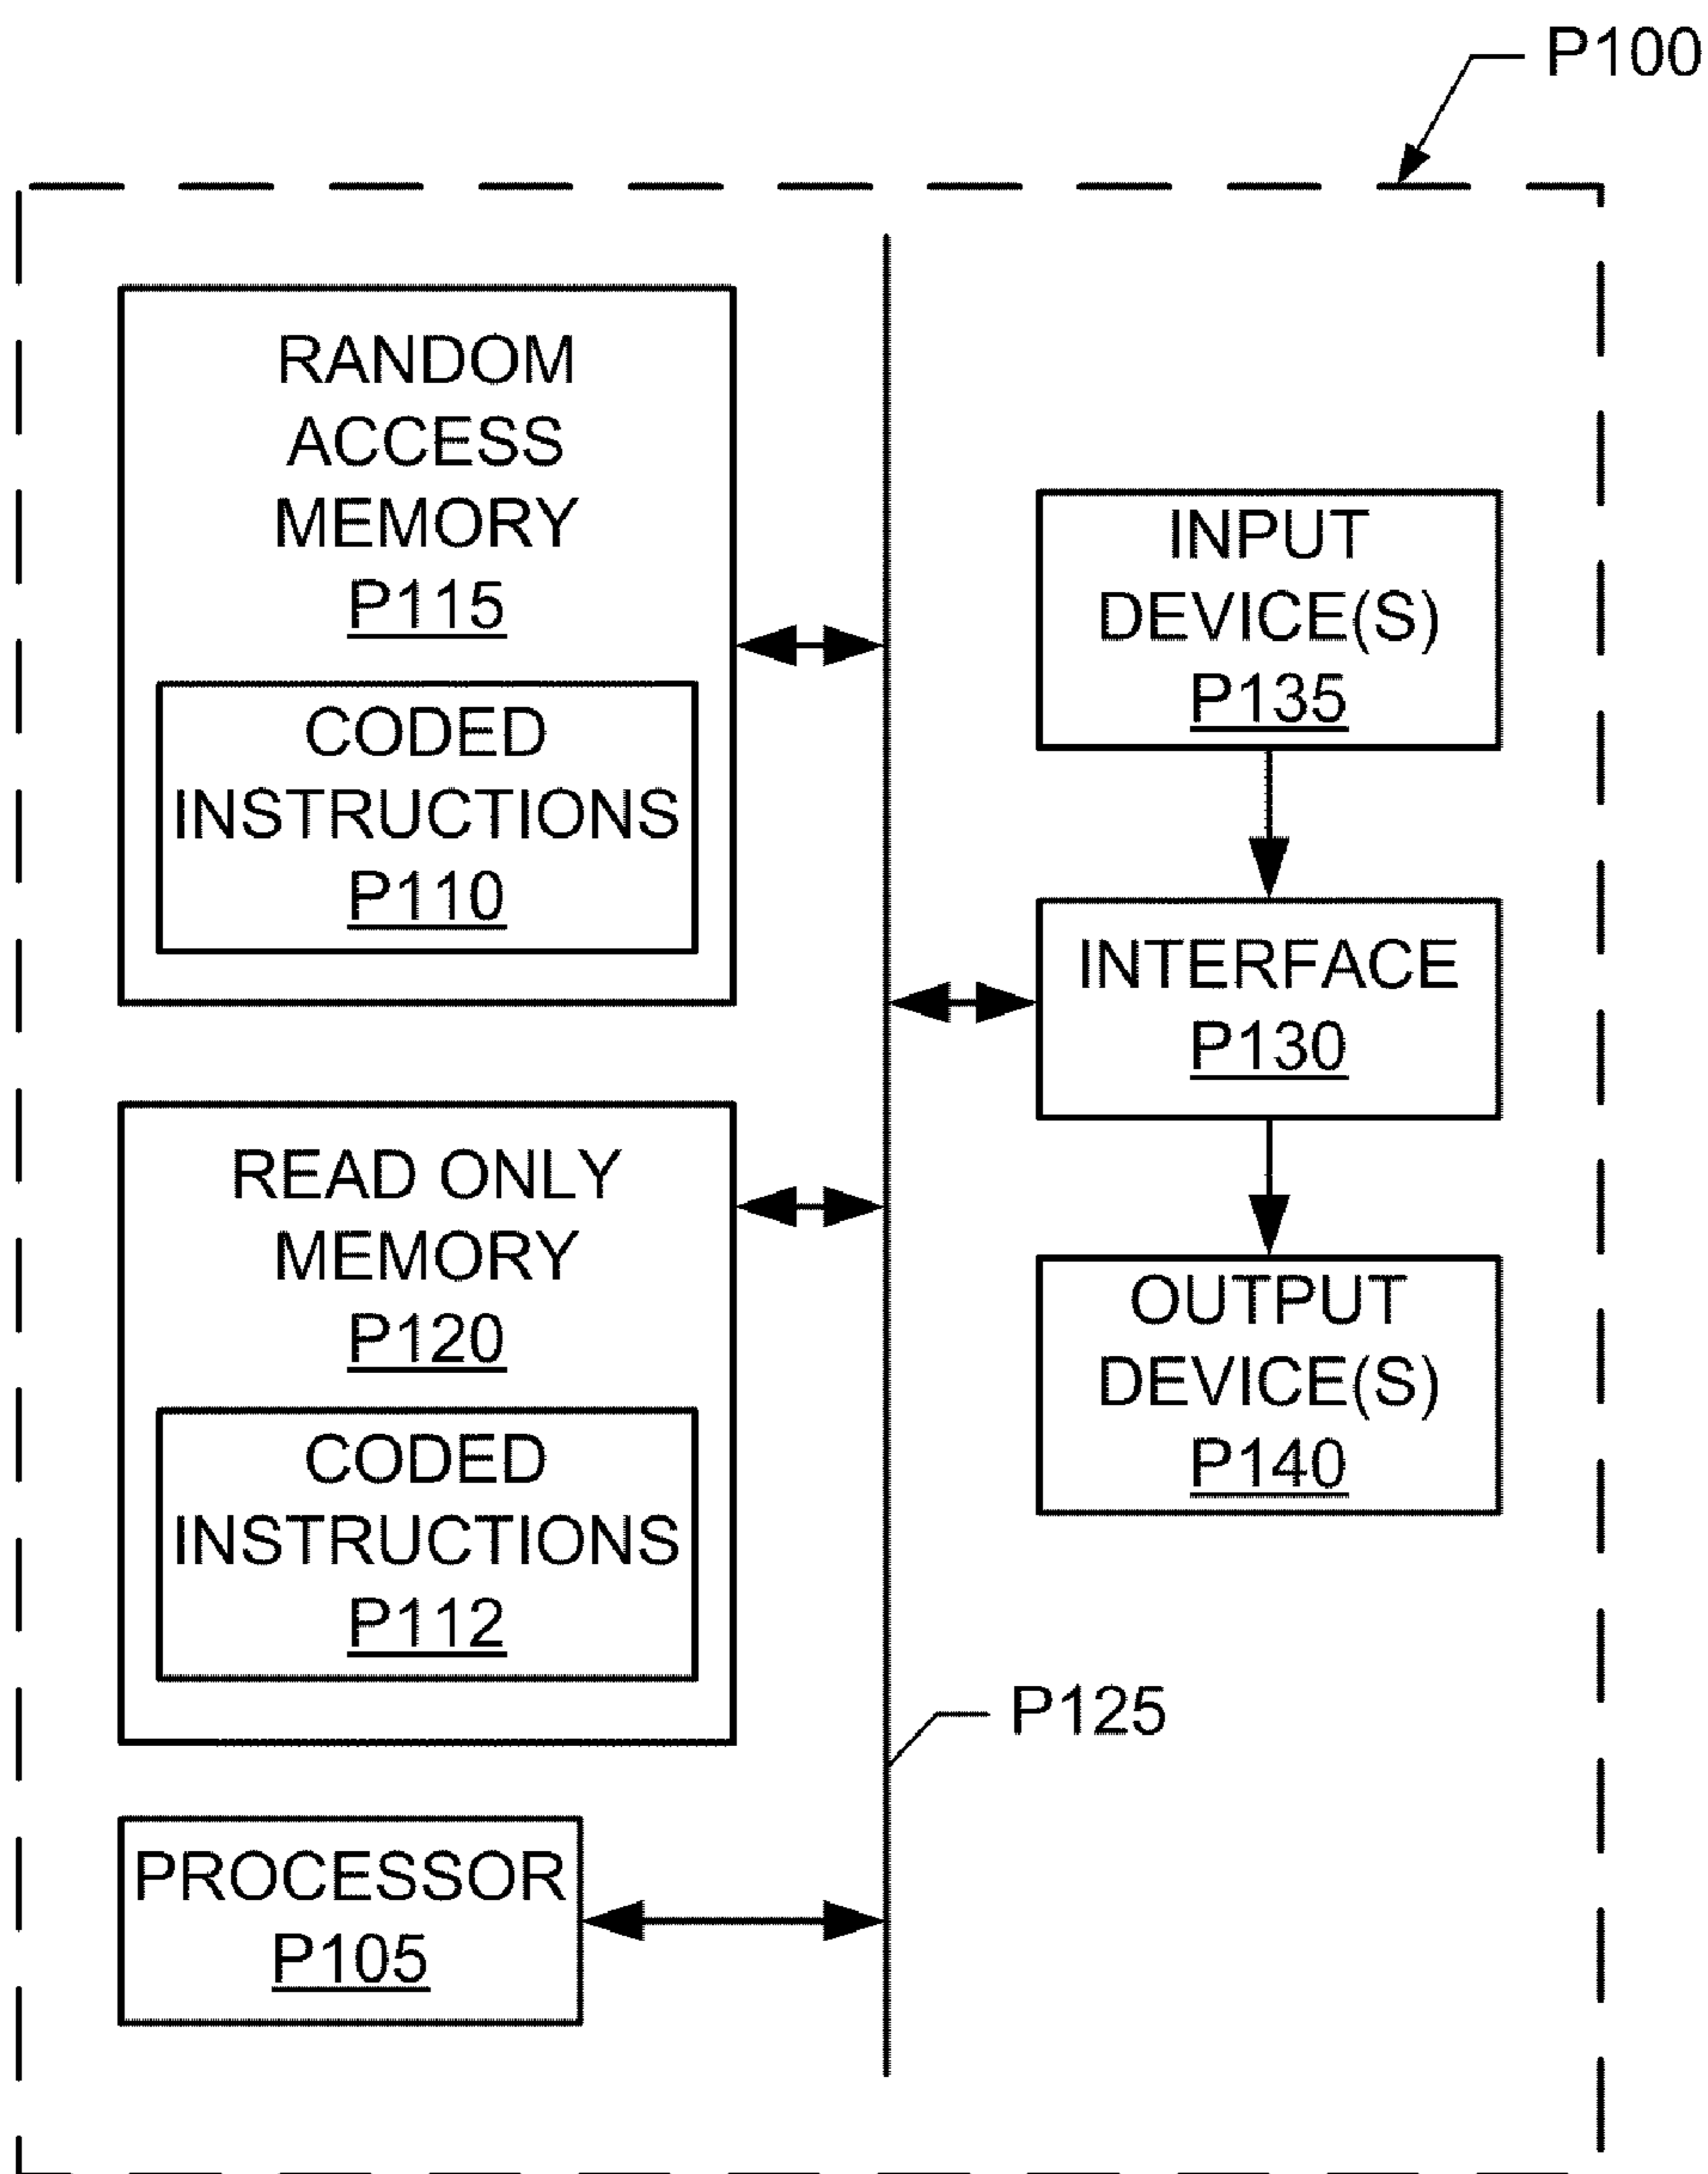 P100
RANDOM
ACCESS
MEMORY
P115
CODED
INSTRUCTIONS
P110
READ ONLY
MEMORY
P120
CODED
INSTRUCTIONS
P112
PROCESSOR
P105
INPUT
DEVICE(S)
P135
INTERFACE
P130
OUTPUT
DEVICE(S)
P140
P125